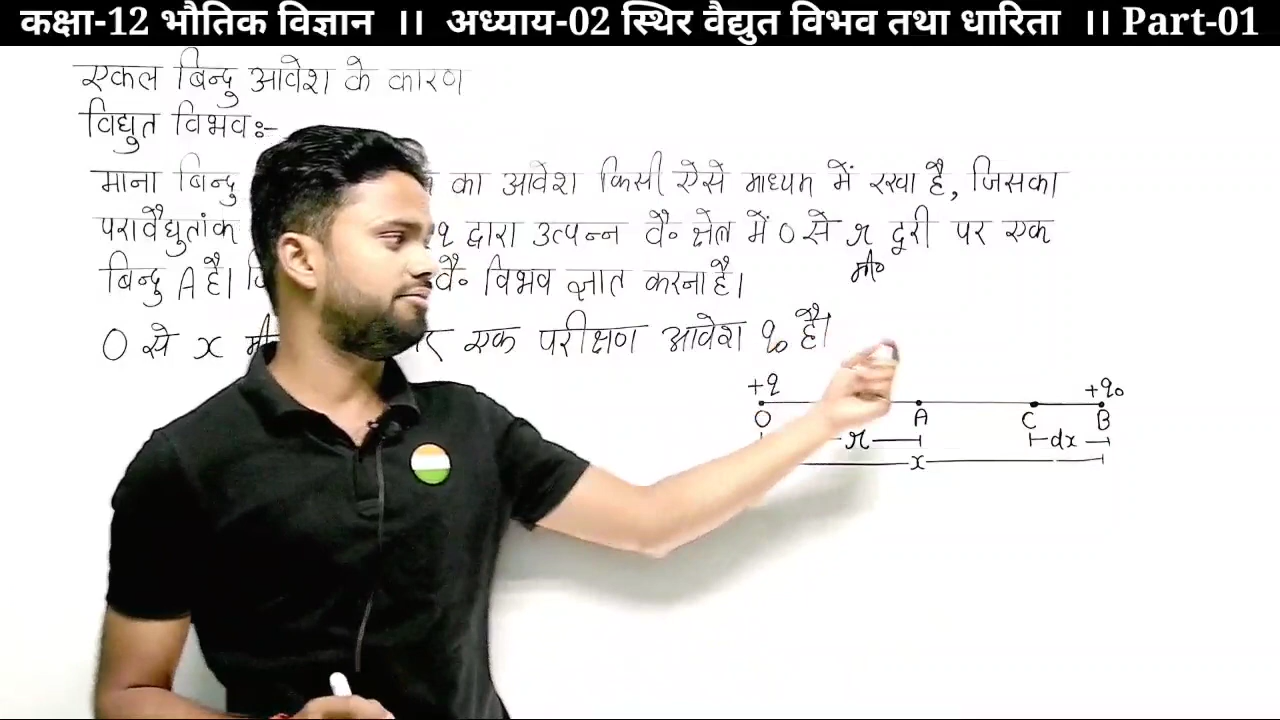 कक्षा-12 भौतिक विज्ञान ।। अध्याय-02 स्थिर वैद्युत विभव तथा धारिता ।। Part-01
एकल बिन्दु आवेश के कारण
विद्युत विभवः-
माना बिन्दु का आवेश किसी ऐसे माध्यम में रखा है, जिसका
परावैद्युतांक q द्वारा उत्पन्न वै० क्षेत्र में O से r दूरी पर एक
मी०
बिन्दु A है। वै० विभव ज्ञात करना है।
O से x एक परीक्षण आवेश q₀ है।
+q +q₀
O A C B
r dx
x